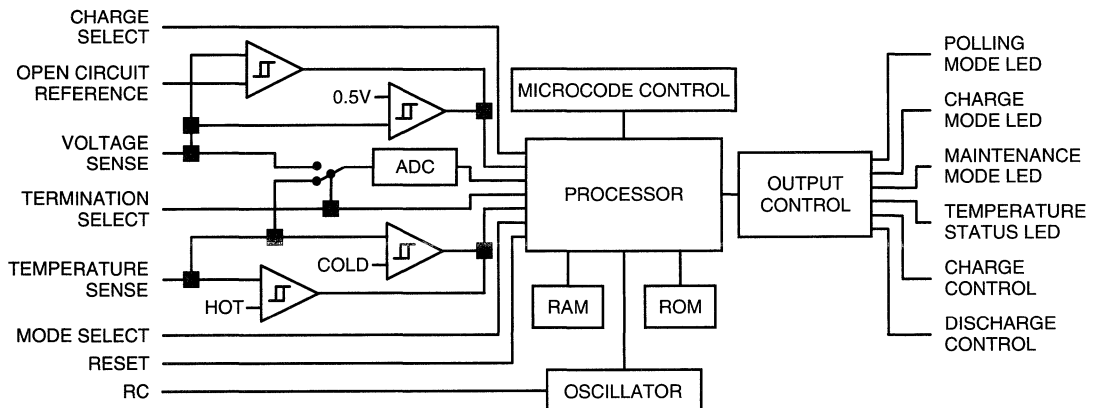 CHARGE
SELECT
OPEN CIRCUIT
REFERENCE
VOLTAGE
SENSE
TERMINATION
SELECT
TEMPERATURE
SENSE
MODE SELECT
RESET
RC
0.5V
ADC
COLD
HOT
MICROCODE CONTROL
PROCESSOR
RAM
ROM
OSCILLATOR
OUTPUT
CONTROL
POLLING
MODE LED
CHARGE
MODE LED
MAINTENANCE
MODE LED
TEMPERATURE
STATUS LED
CHARGE
CONTROL
DISCHARGE
CONTROL